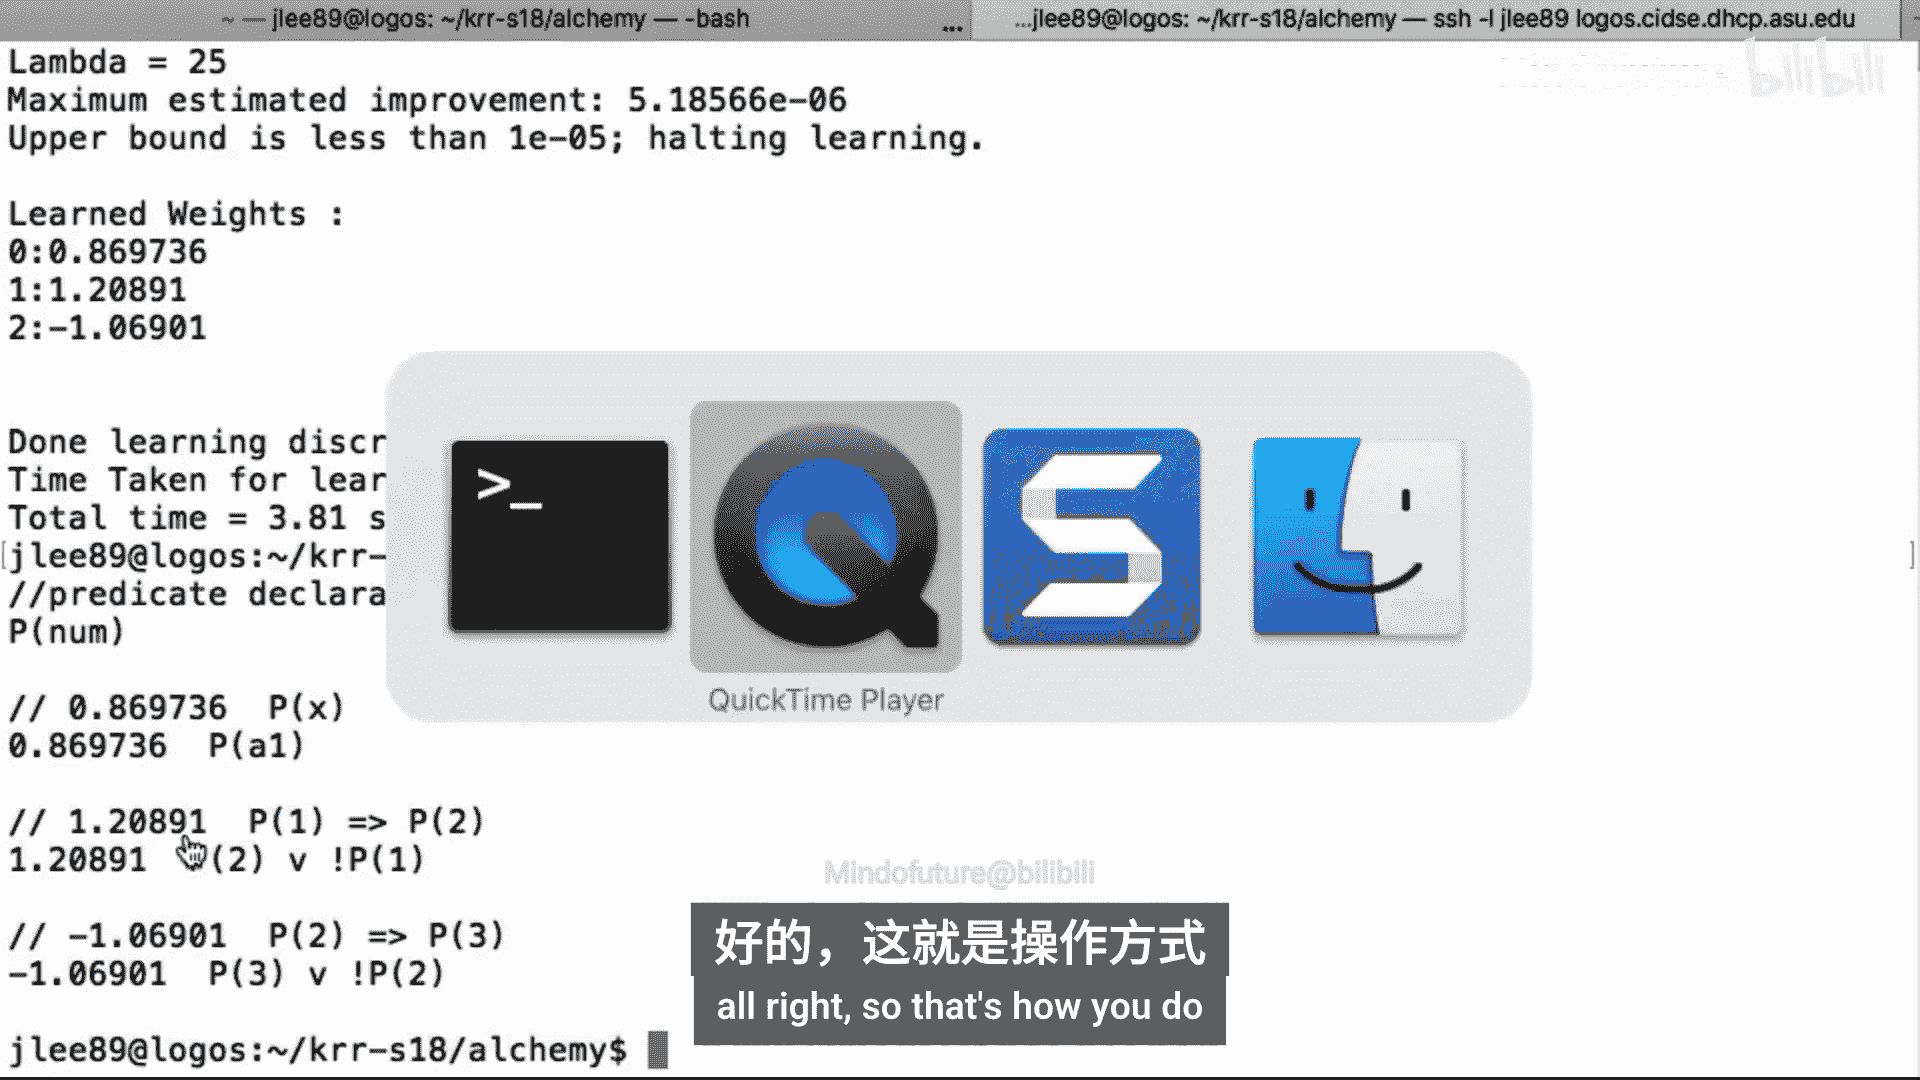 ~ — jlee89@logos: ~/krr-s18/alchemy — -bash
...
...jlee89@logos: ~/krr-s18/alchemy — ssh -l jlee89 logos.cidse.dhcp.asu.edu
Lambda = 25
Maximum estimated improvement: 5.18566e-06
bilibili
Upper bound is less than 1e-05; halting learning.
Learned Weights :
0:0.869736
1:1.20891
2:-1.06901
Done learning discr
Time Taken for lear
Total time = 3.81 s
[jlee89@logos:~/krr- ]
//predicate declara
P(num)
>_
QuickTime Player
// 0.869736 P(x)
0.869736 P(a1)
// 1.20891 P(1) => P(2)
1.20891 (2) v !P(1)
Mindofuture@bilibili
// -1.06901 P(2) => P(3)
-1.06901 P(3) v !P(2)
好的，这就是操作方式
all right, so that's how you do
jlee89@logos:~/krr-s18/alchemy$